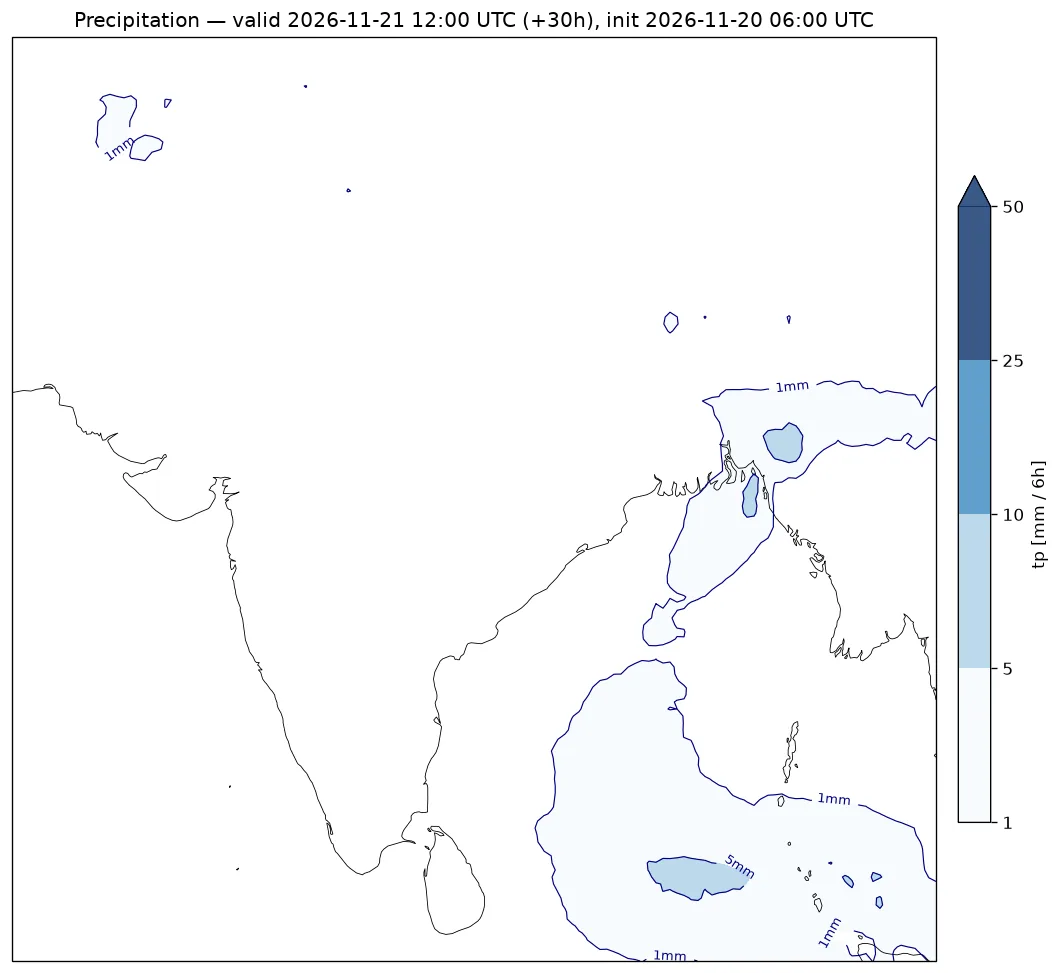 Precipitation — valid 2026-11-21 12:00 UTC (+30h), init 2026-11-20 06:00 UTC
1mm
1mm
1mm
5mm
1mm
1mm
50
25
10
5
1
tp [mm / 6h]